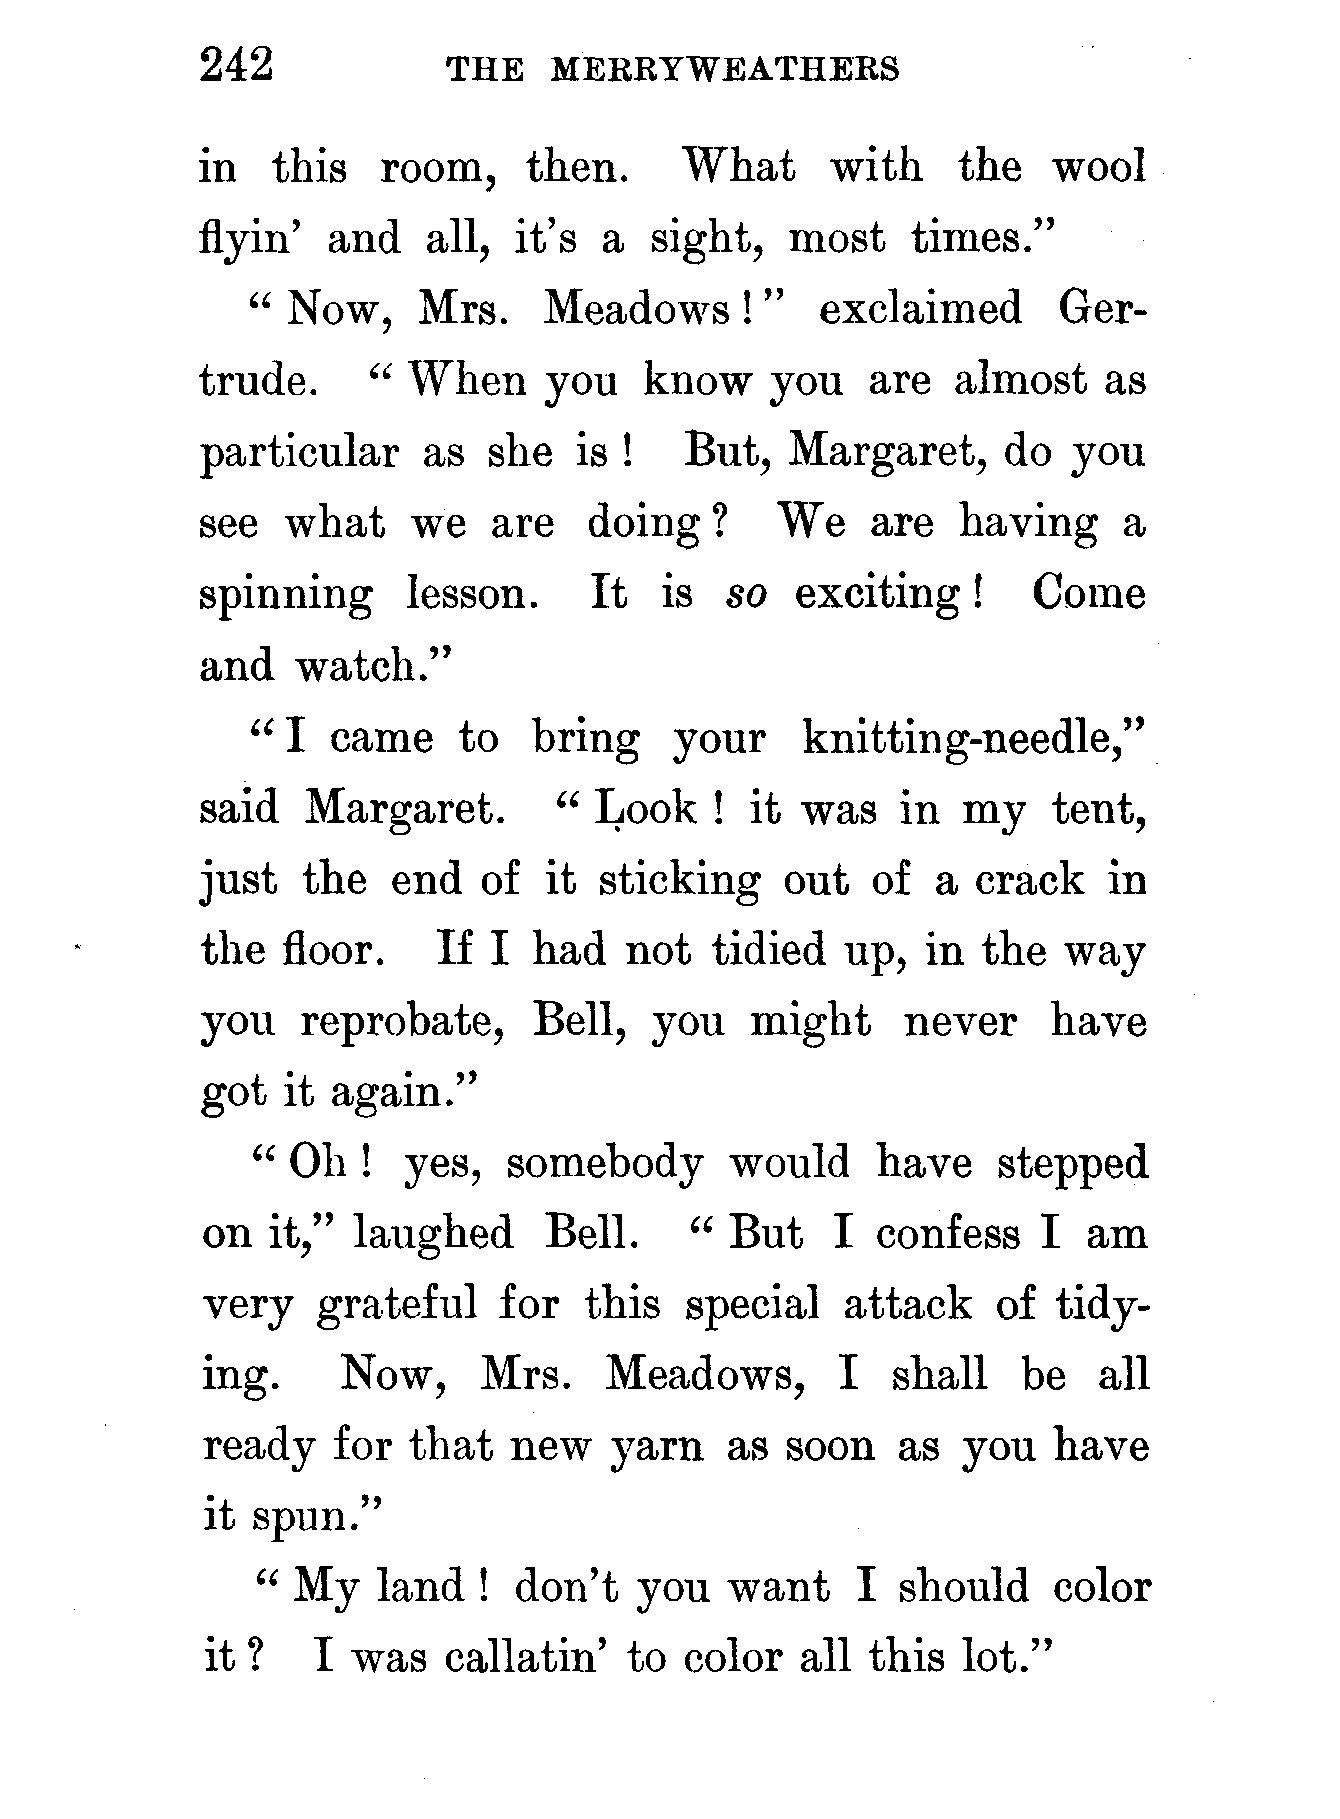 242 THE MERRYWEATHERS
in this room, then. What with the wool
flyin' and all, it's a sight, most times."
"Now, Mrs. Meadows!" exclaimed Ger-
trude. "When you know you are almost as
particular as she is! But, Margaret, do you
see what we are doing? We are having a
spinning lesson. It is so exciting! Come
and watch."
"I came to bring your knitting-needle,"
said Margaret. "Look! it was in my tent,
just the end of it sticking out of a crack in
the floor. If I had not tidied up, in the way
you reprobate, Bell, you might never have
got it again."
"Oh! yes, somebody would have stepped
on it," laughed Bell. "But I confess I am
very grateful for this special attack of tidy-
ing. Now, Mrs. Meadows, I shall be all
ready for that new yarn as soon as you have
it spun."
"My land! don't you want I should color
it? I was callatin' to color all this lot."